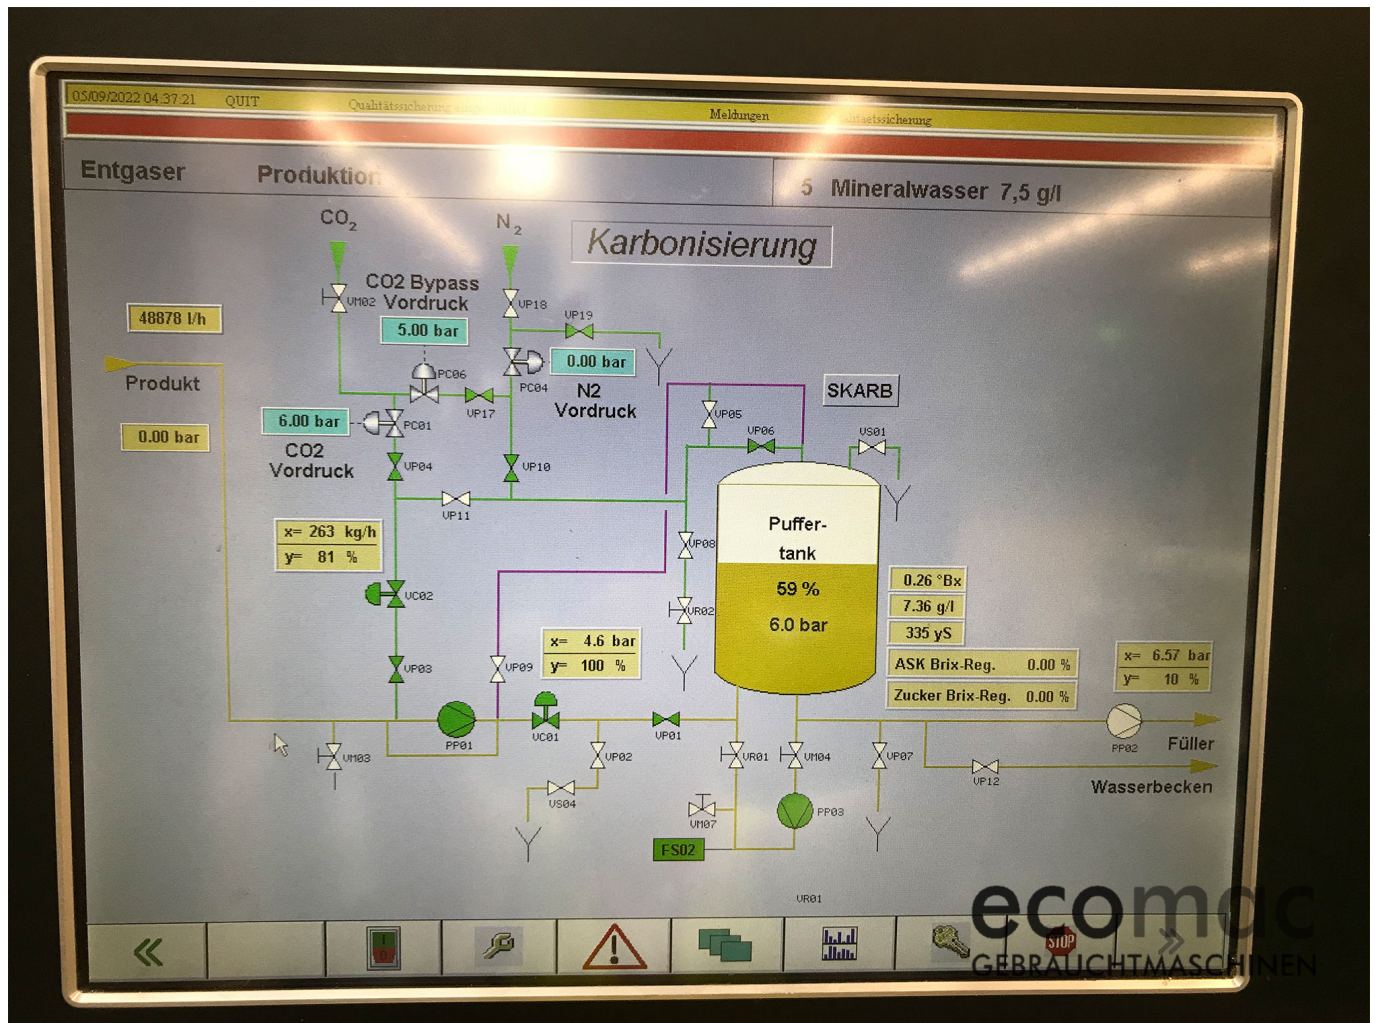 05/09/2022 04:37:21 QUIT Qualitätssicherung Meldungen
Entgaser Produktion 5 Mineralwasser 7,5 g/l
CO2 N2
Karbonisierung
CO2 Bypass
Vordruck
VM02
VP18
48878 l/h
5.00 bar
VP19
Produkt
PC06
PC04
0.00 bar
N2
Vordruck
SKARB
VP17
6.00 bar
PC01
VP05
0.00 bar
CO2
Vordruck
VP06
VS01
VP04
VP10
VP11
x= 263 kg/h
y= 81 %
Puffer-
tank
59 %
6.0 bar
VP08
VC02
VR02
0.26 °Bx
7.36 g/l
335 yS
x= 4.6 bar
y= 100 %
VP03
VP09
ASK Brix-Reg. 0.00 %
Zucker Brix-Reg. 0.00 %
x= 6.57 bar
y= 10 %
PP01
VC01
VP01
PP02
Füller
VM03
VP02
VR01
VM04
VP07
VP12
Wasserbecken
VS04
VM07
PP03
FS02
VR01
I
0
STOP
ecomac
GEBRAUCHTMASCHINEN